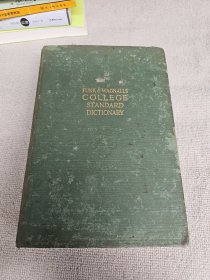 FUNK & WAGNALLS
COLLEGE
STANDARD
DICTIONARY